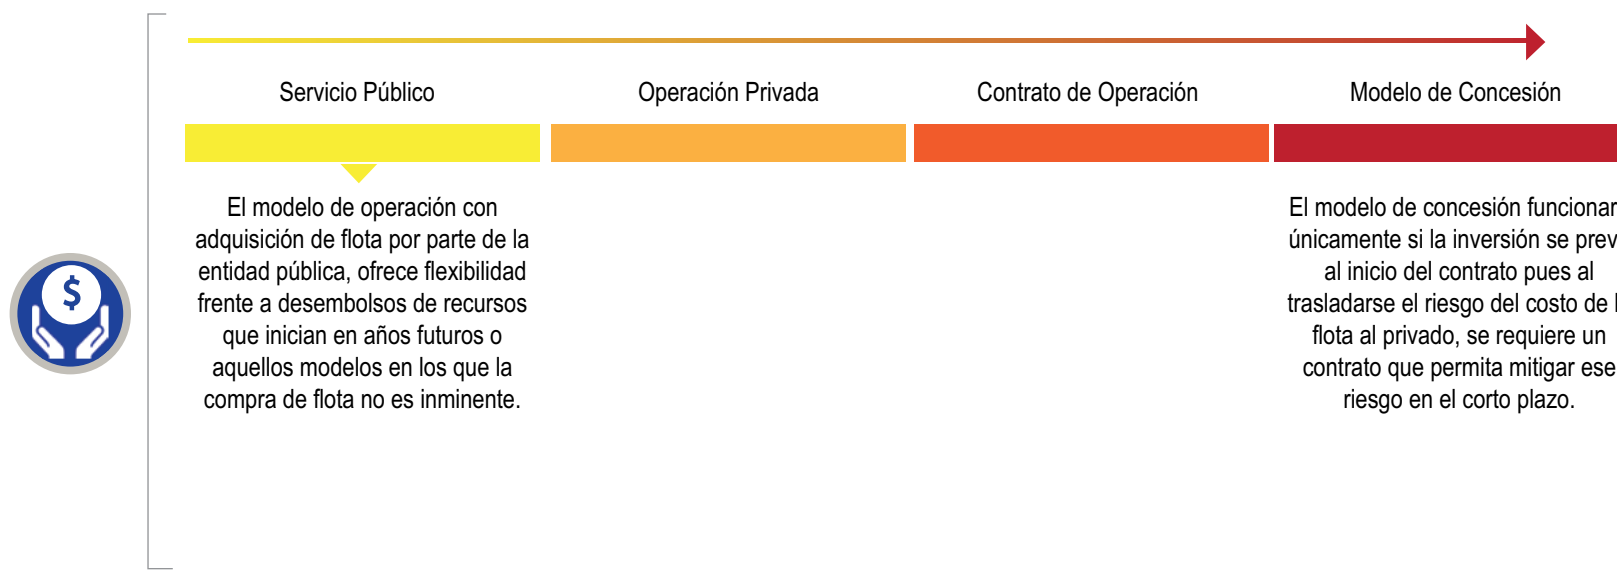 Servicio Público
Operación Privada
Contrato de Operación
Modelo de Concesión
$
El modelo de operación con
adquisición de flota por parte de la
entidad pública, ofrece flexibilidad
frente a desembolsos de recursos
que inician en años futuros o
aquellos modelos en los que la
compra de flota no es inminente.
El modelo de concesión
únicamente si la inversión se
al inicio del contrato pues al
trasladarse el riesgo del costo de
flota al privado, se requiere un
contrato que permita mitigar ese
riesgo en el corto plazo.